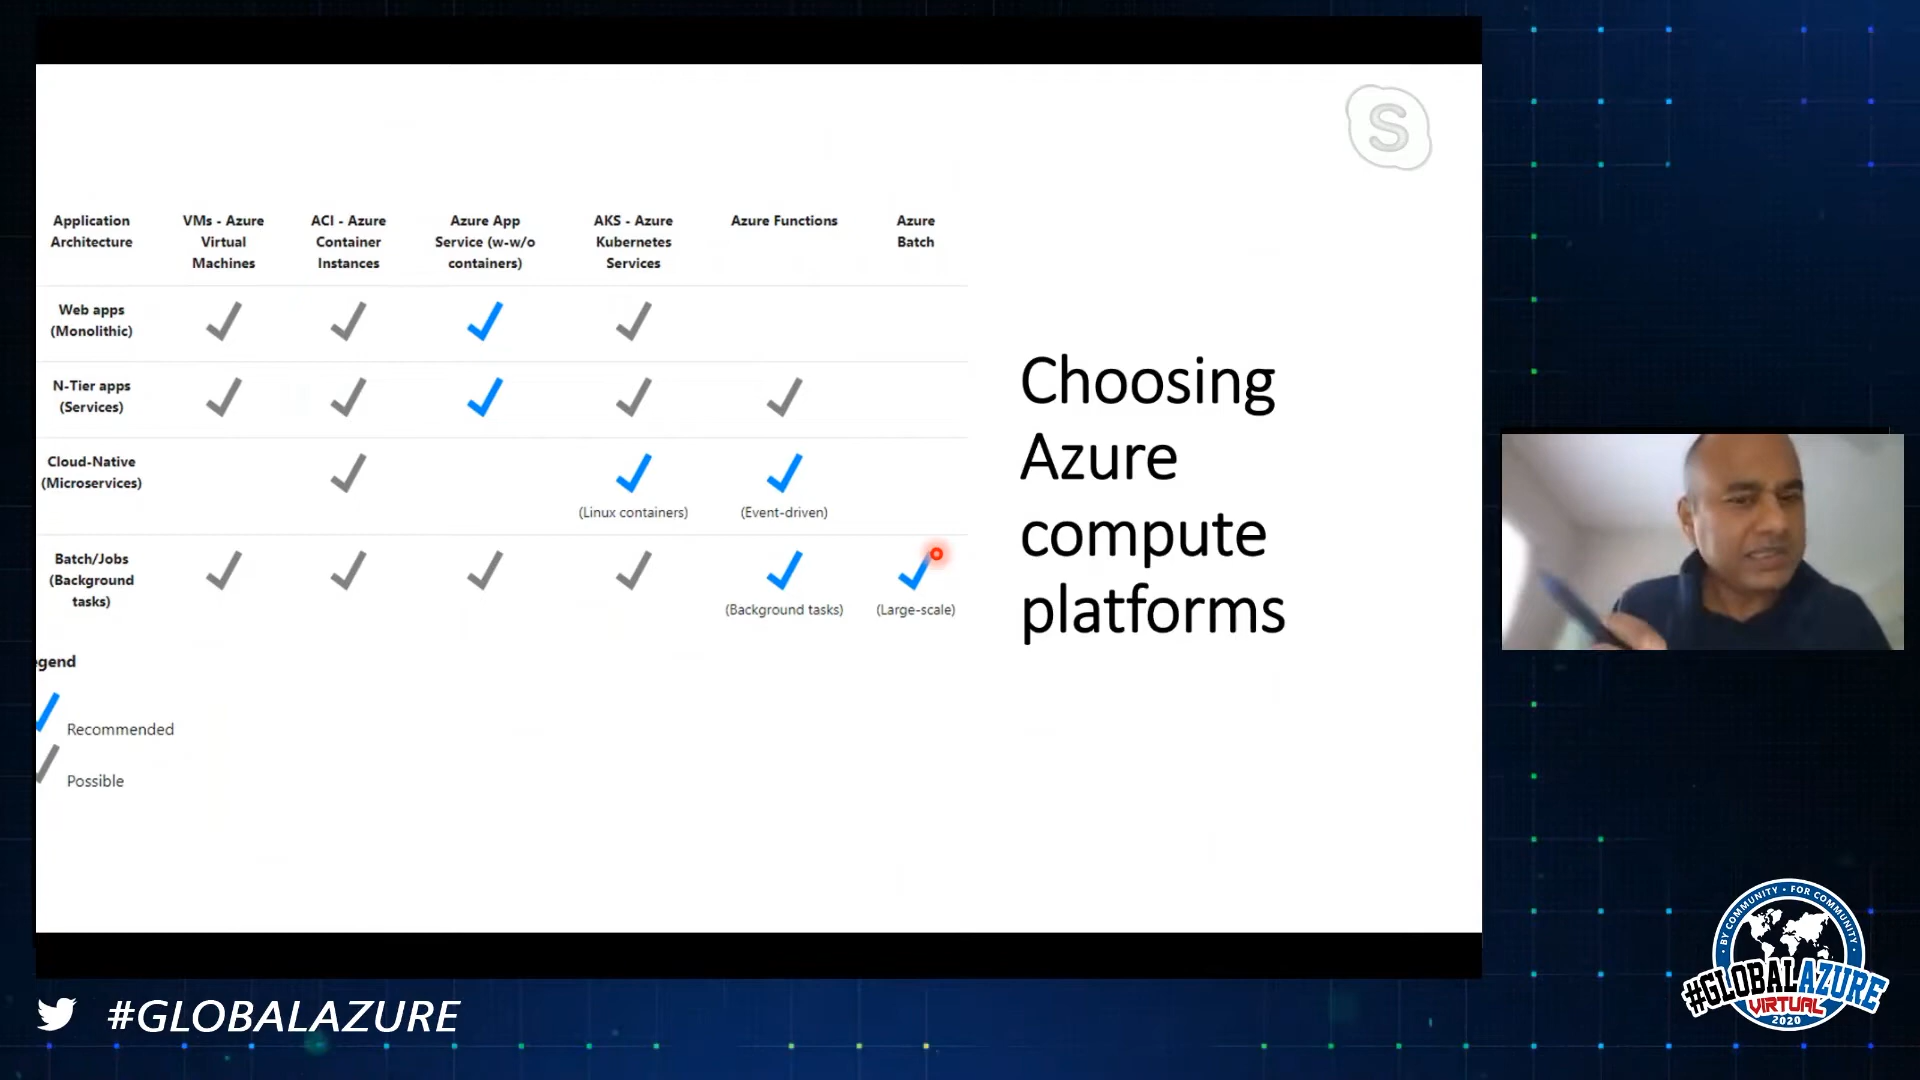 S
Application
Architecture
VMs - Azure
Virtual
Machines
ACI - Azure
Container
Instances
Azure App
Service (w-w/o
containers)
AKS - Azure
Kubernetes
Services
Azure Functions
Azure
Batch
Web apps
(Monolithic)
N-Tier apps
(Services)
Cloud-Native
(Microservices)
(Linux containers)
(Event-driven)
Batch/Jobs
(Background
tasks)
(Background tasks)
(Large-scale)
egend
Recommended
Possible
Choosing
Azure
compute
platforms
#GLOBALAZURE
BY COMMUNITY • FOR COMMUNITY
#GLOBALAZURE
VIRTUAL
2020